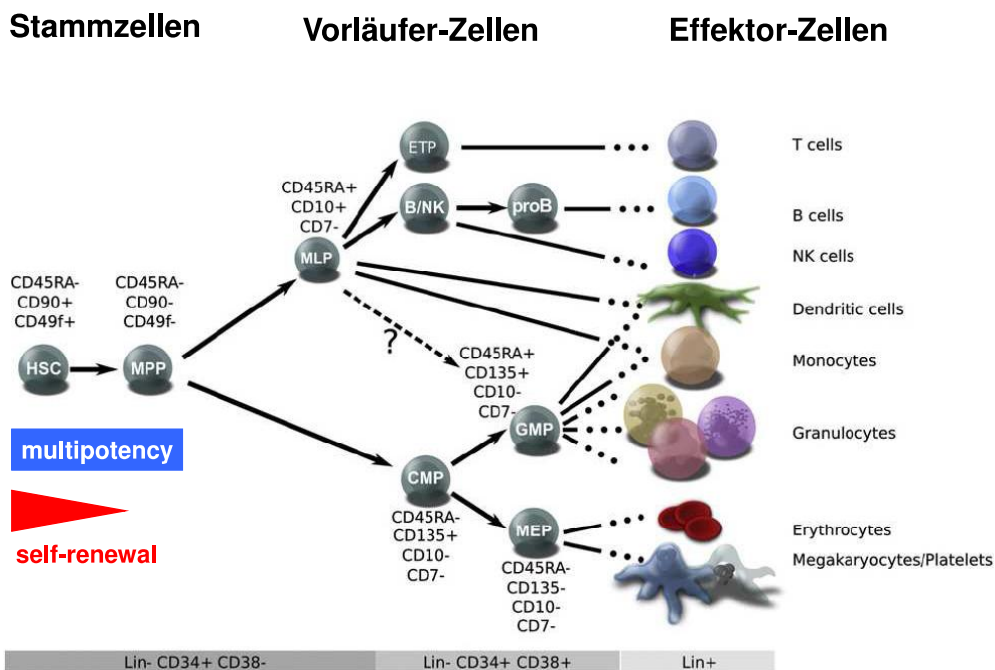 Stammzellen
Vorläufer-Zellen
Effektor-Zellen
ETP
T cells
CD45RA+
CD10+
CD7-
B/NK
proB
B cells
MLP
NK cells
CD45RA-
CD90+
CD49f+
CD45RA-
CD90-
CD49f-
Dendritic cells
?
CD45RA+
CD135+
CD10-
CD7-
Monocytes
HSC
MPP
GMP
Granulocytes
multipotency
CMP
CD45RA-
CD135+
CD10-
CD7-
MEP
CD45RA-
CD135-
CD10-
CD7-
Erythrocytes
Megakaryocytes/Platelets
self-renewal
Lin- CD34+ CD38-
Lin- CD34+ CD38+
Lin+